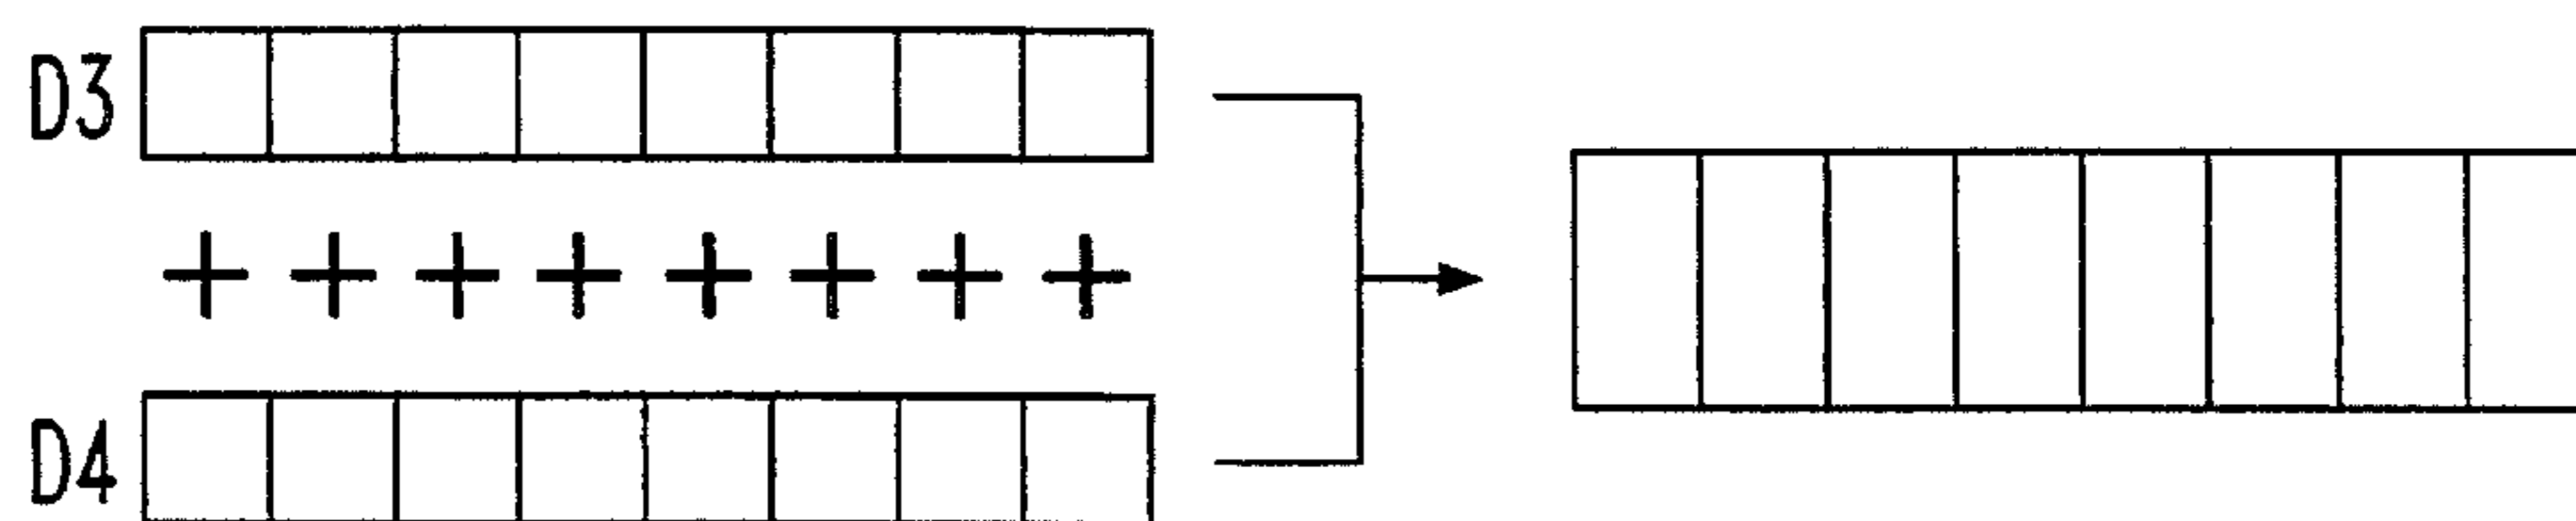 D3
+ + + + + + + +
D4